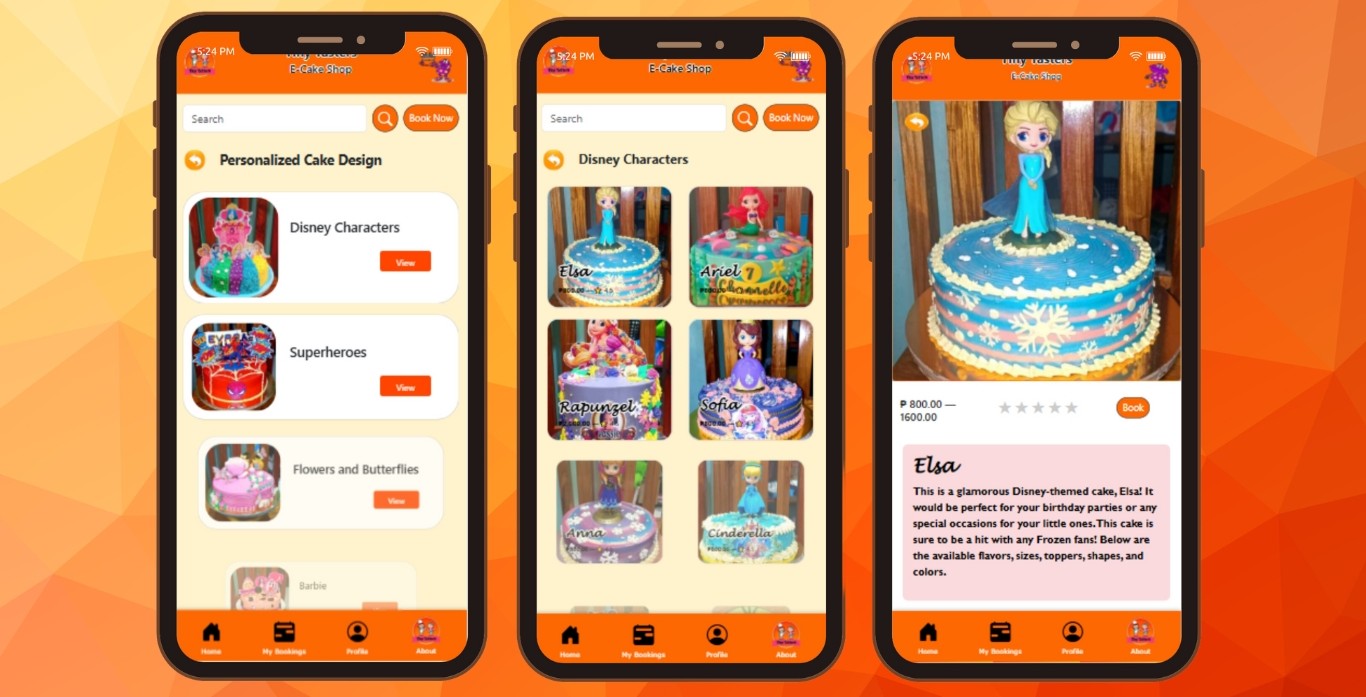 5:24 PM
E-Cake Shop
Search
Book Now
Personalized Cake Design
Disney Characters
View
Superheroes
View
Flowers and Butterflies
View
Barbie
Home
My Bookings
Profile
About
5:24 PM
E-Cake Shop
Search
Book Now
Disney Characters
Elsa
Ariel 7
Rapunzel
Sofia
Anna
Cinderella
Home
My Bookings
Profile
About
5:24 PM
Tiny Tasters
E-Cake Shop
₱ 800.00 —
1600.00
Book
Elsa
This is a glamorous Disney-themed cake, Elsa! It
would be perfect for your birthday parties or any
special occasions for your little ones.This cake is
sure to be a hit with any Frozen fans! Below are
the available flavors, sizes, toppers, shapes, and
colors.
Home
My Bookings
Profile
About